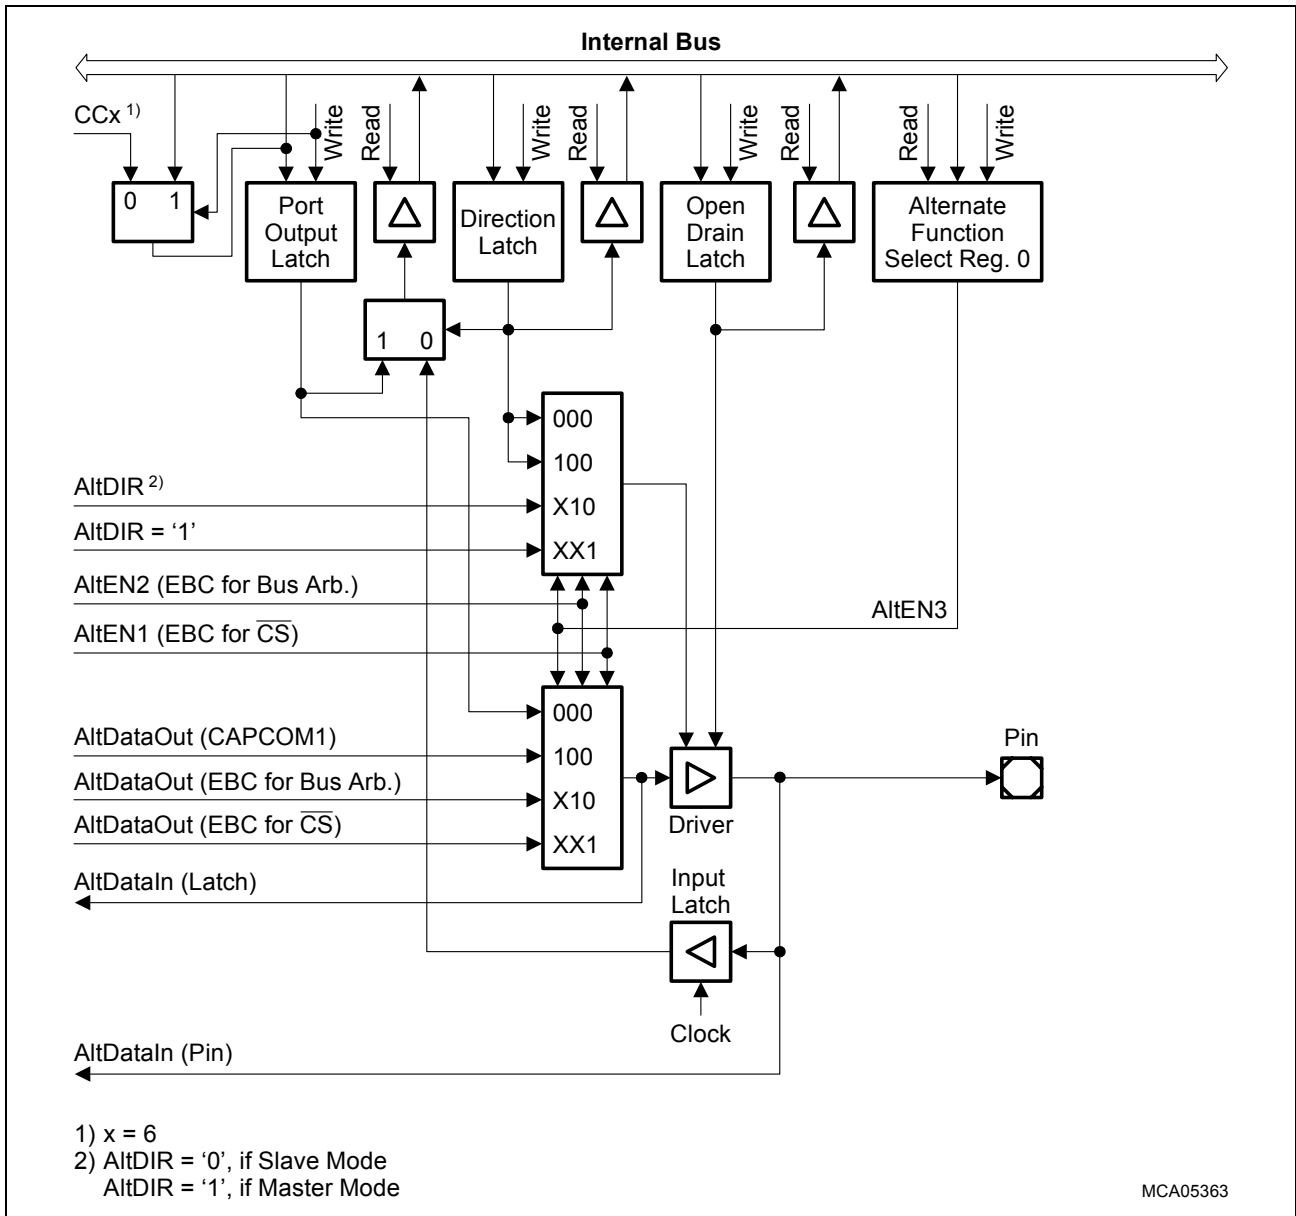 Internal Bus
CCx 1)
Write
Read
Write
Read
Write
Read
Read
Write
0 1
Port
Output
Latch
Direction
Latch
Open
Drain
Latch
Alternate
Function
Select Reg. 0
1 0
000
100
X10
XX1
AltDIR 2)
AltDIR = ‘1’
AltEN2 (EBC for Bus Arb.)
AltEN1 (EBC for C̅S̅)
AltEN3
000
100
X10
XX1
AltDataOut (CAPCOM1)
AltDataOut (EBC for Bus Arb.)
AltDataOut (EBC for C̅S̅)
Driver
Pin
AltDataIn (Latch)
Input
Latch
Clock
AltDataIn (Pin)
1) x = 6
2) AltDIR = ‘0’, if Slave Mode
AltDIR = ‘1’, if Master Mode
MCA05363